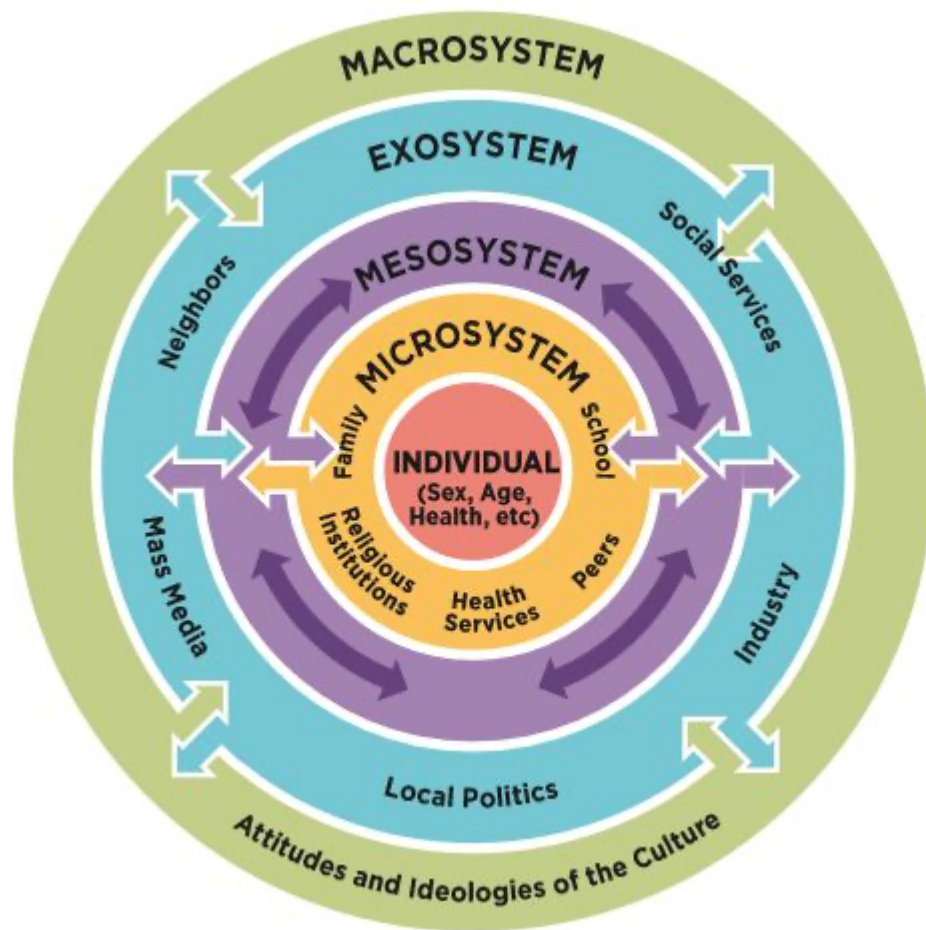 MACROSYSTEM
EXOSYSTEM
MESOSYSTEM
MICROSYSTEM
INDIVIDUAL
(Sex, Age,
Health, etc)
Family
School
Religious
Institutions
Health
Services
Peers
Neighbors
Social Services
Mass Media
Industry
Local Politics
Attitudes and Ideologies of the Culture